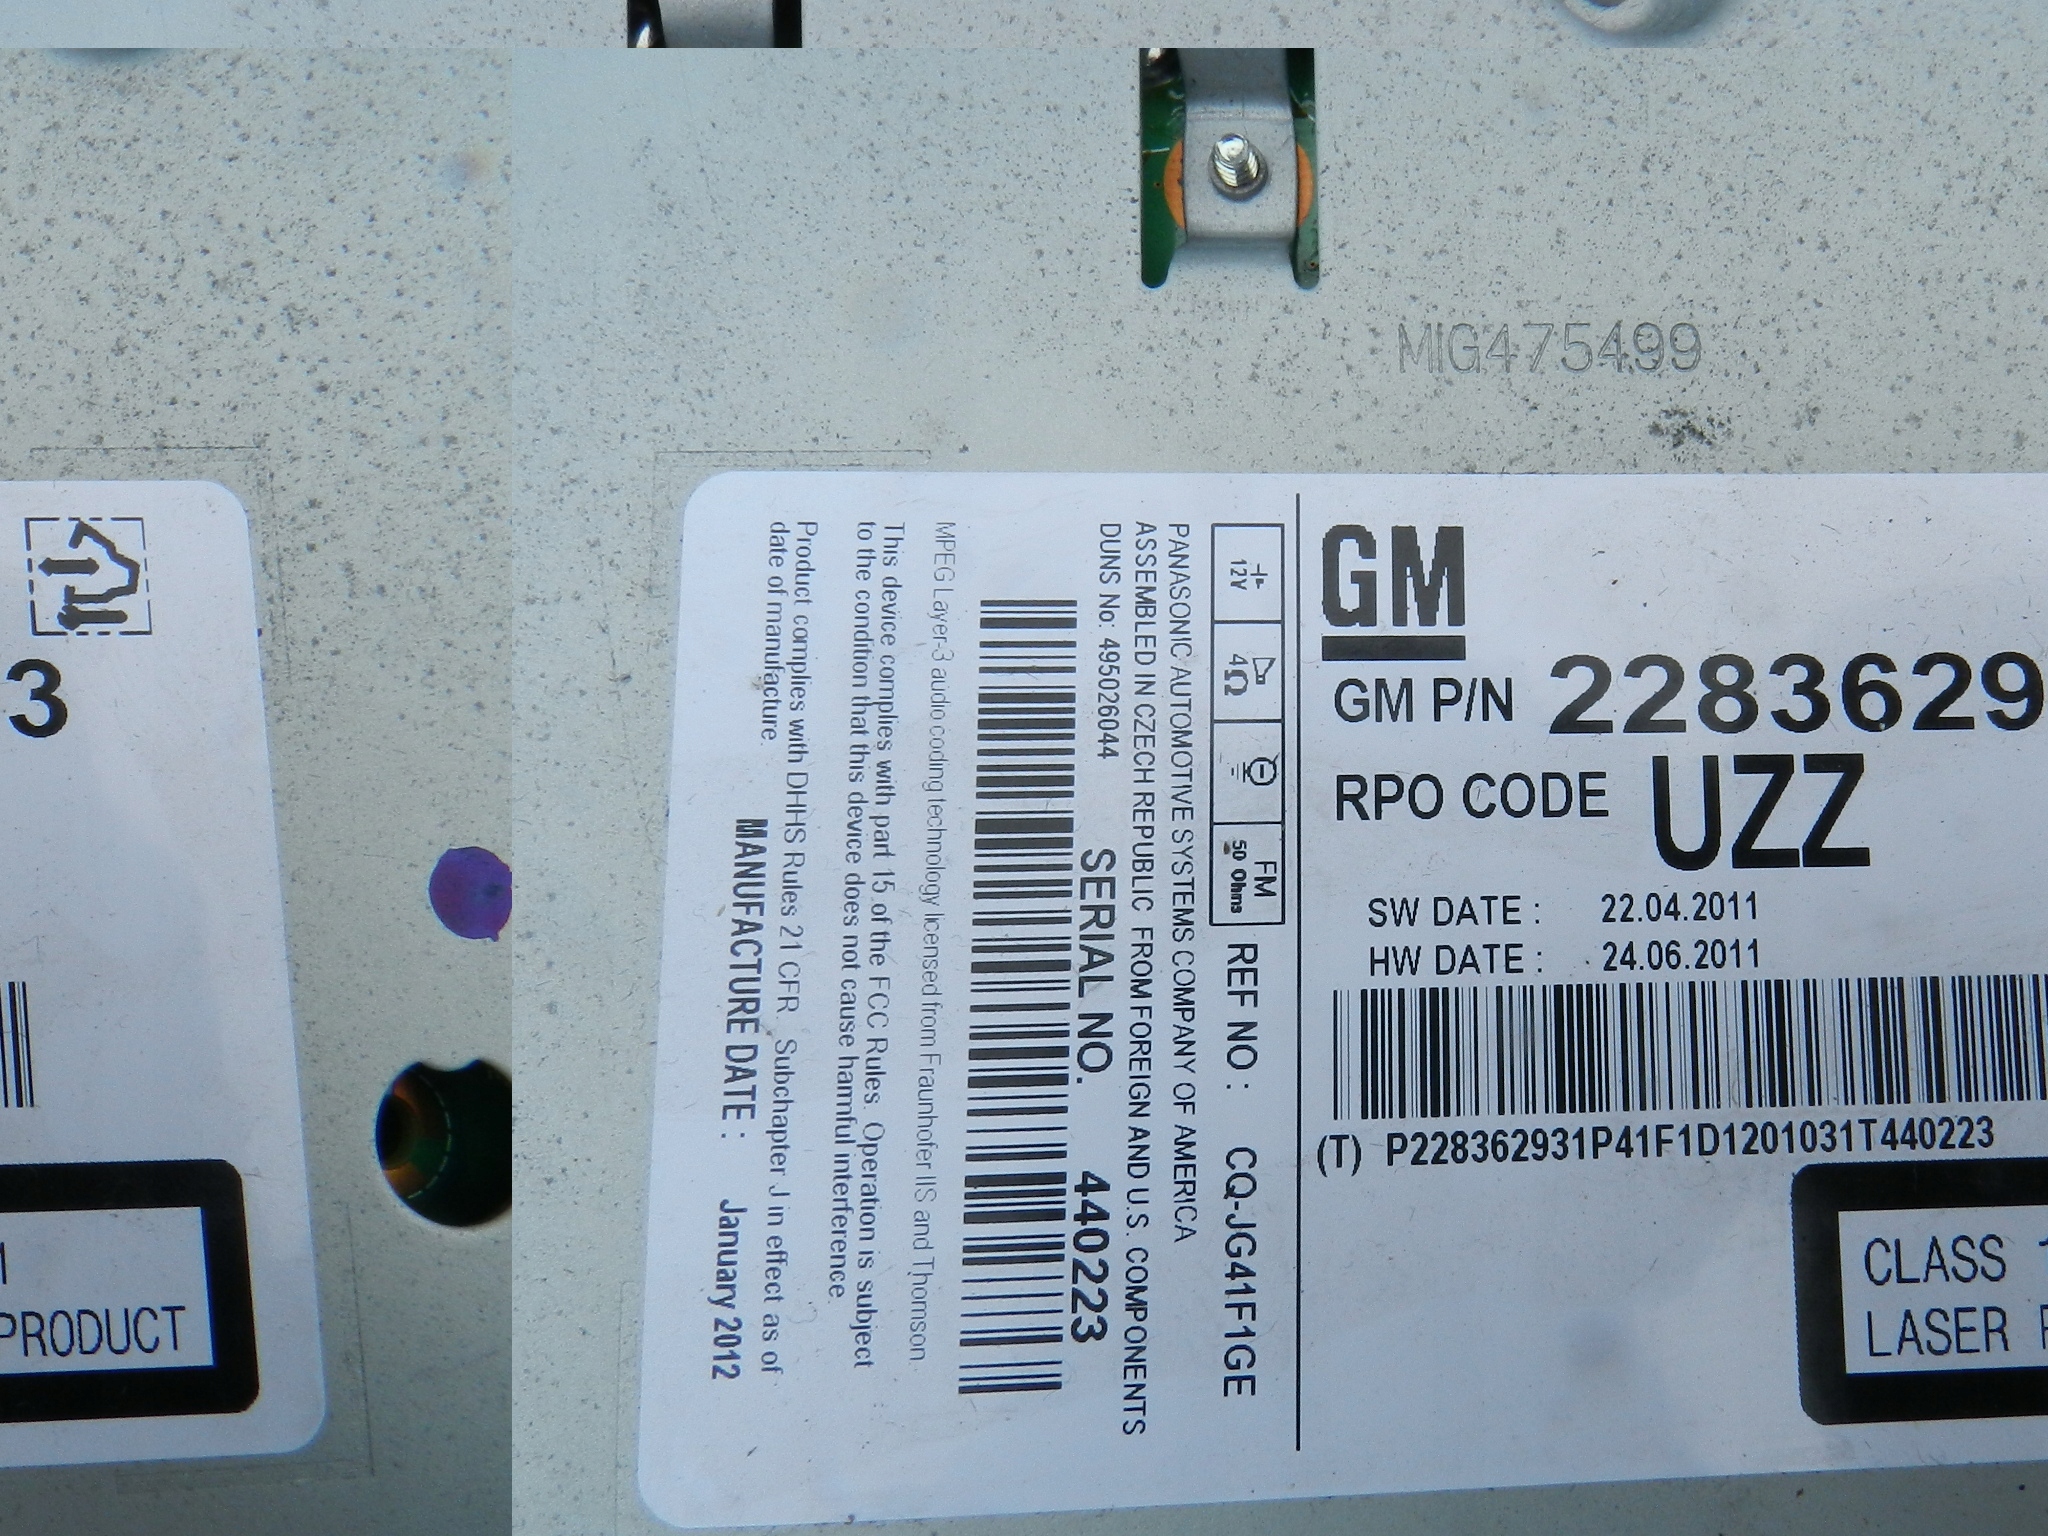 MIG475499
GM
GM P/N 2283629
3
RPO CODE UZZ
SW DATE : 22.04.2011
HW DATE : 24.06.2011
(T) P228362931P41F1D1201031T440223
CLASS 1
LASER PRODUCT
12V
4Ω
FM
50 Ohms
REF NO : CQ-JG41F1GE
PANASONIC AUTOMOTIVE SYSTEMS COMPANY OF AMERICA
ASSEMBLED IN CZECH REPUBLIC FROM FOREIGN AND U.S. COMPONENTS
DUNS No: 495026044
SERIAL NO. 440223
MPEG Layer-3 audio coding technology licensed from Fraunhofer IIS and Thomson.
This device complies with part 15 of the FCC Rules. Operation is subject
to the condition that this device does not cause harmful interference.
Product complies with DHHS Rules 21 CFR Subchapter J in effect as of
date of manufacture.
MANUFACTURE DATE : January 2012